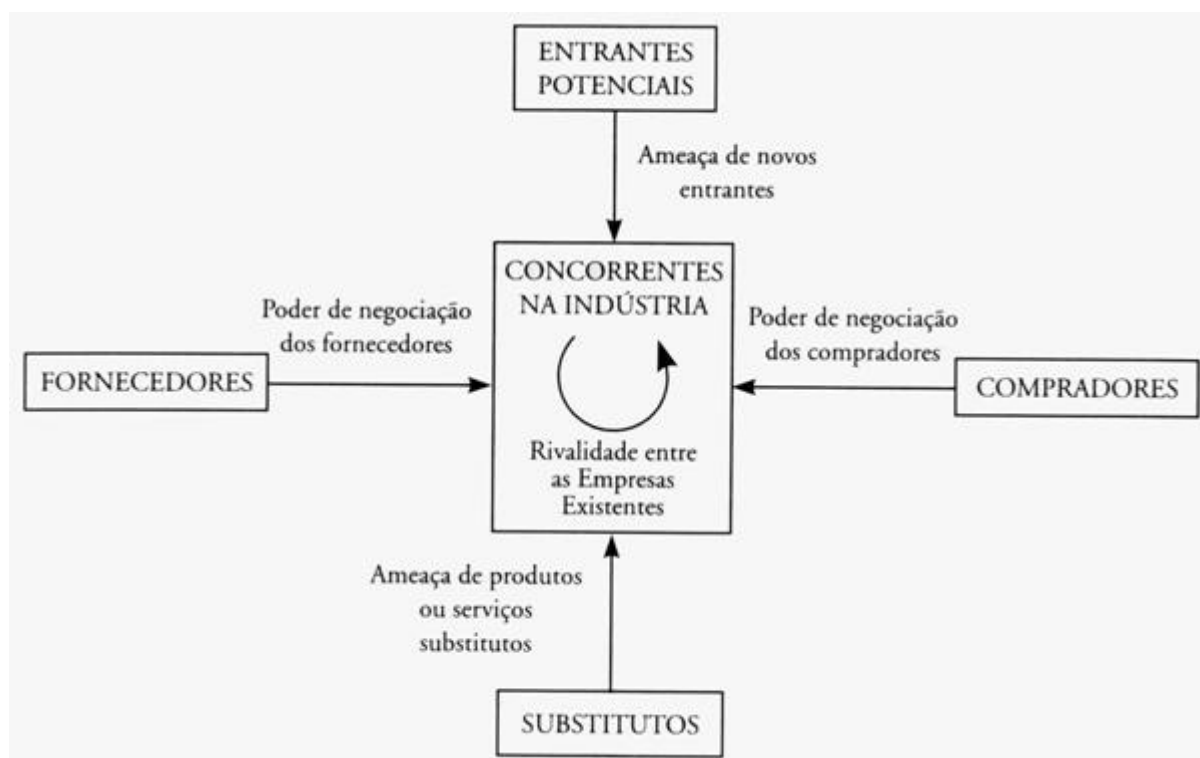 ENTRANTES
POTENCIAIS
Ameaça de novos
entrantes
CONCORRENTES
NA INDÚSTRIA
Poder de negociação
dos fornecedores
Poder de negociação
dos compradores
FORNECEDORES
COMPRADORES
Rivalidade entre
as Empresas
Existentes
Ameaça de produtos
ou serviços
substitutos
SUBSTITUTOS